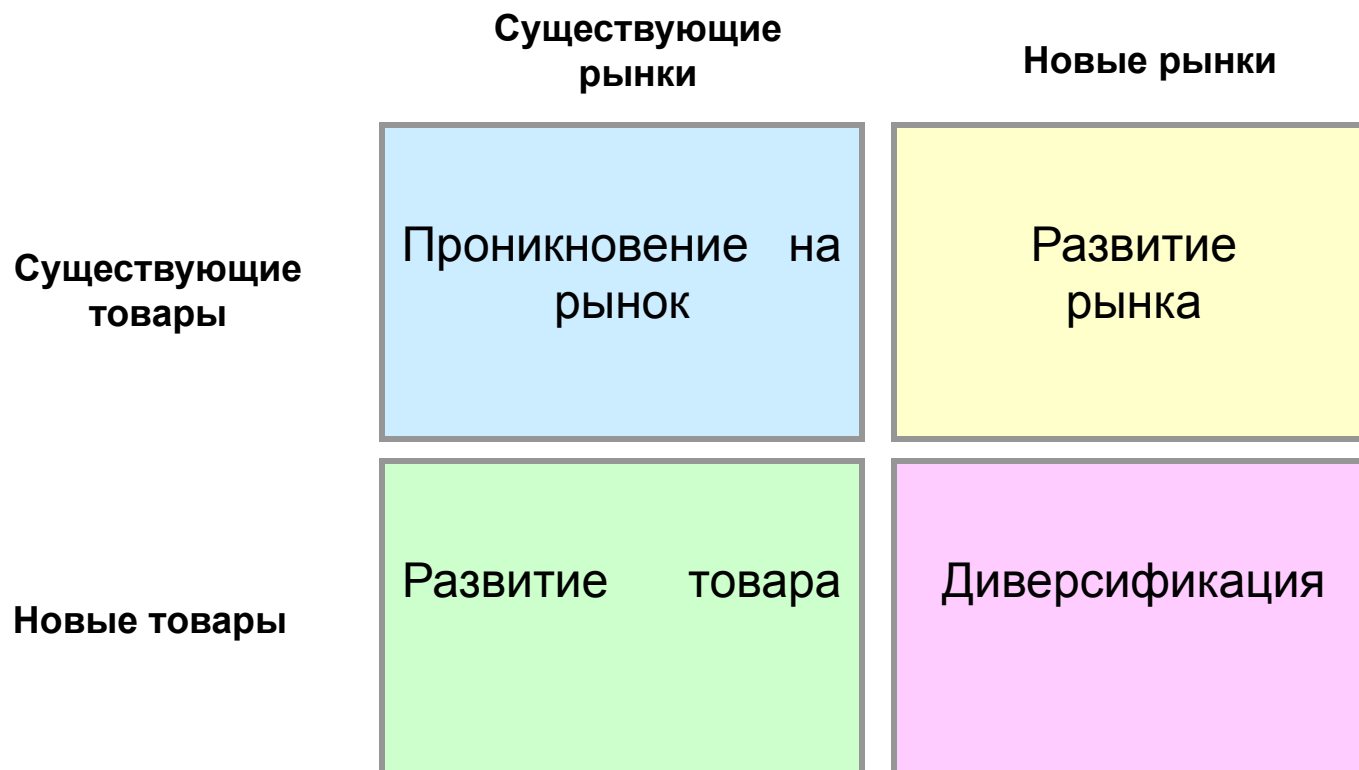 Существующие
рынки
Новые рынки
Существующие
товары
Проникновение на
рынок
Развитие
рынка
Новые товары
Развитие товара
Диверсификация